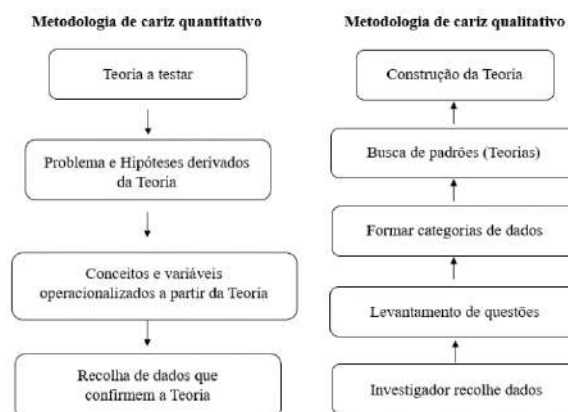 Metodologia de cariz quantitativo
Teoria a testar
Problema e Hipóteses derivados
da Teoria
Conceitos e variáveis
operacionalizados a partir da Teoria
Recolha de dados que
confirmem a Teoria
Metodologia de cariz qualitativo
Construção da Teoria
Busca de padrões (Teorias)
Formar categorias de dados
Levantamento de questões
Investigador recolhe dados